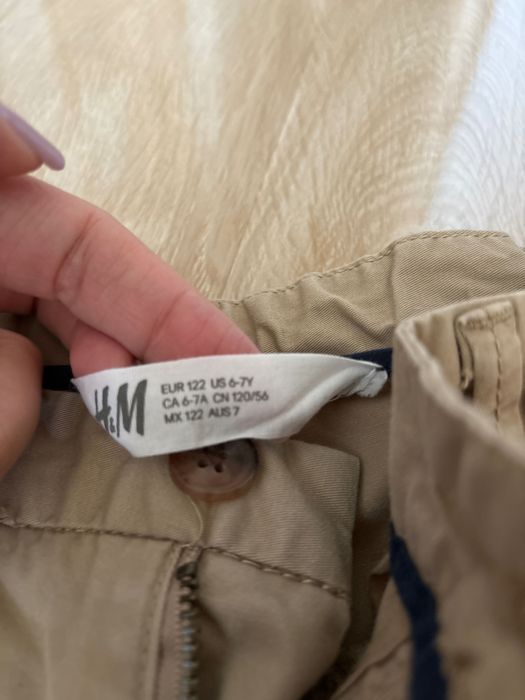 H&M
EUR 122 US 6-7Y
CA 6-7A CN 120/56
MX 122 AUS 7